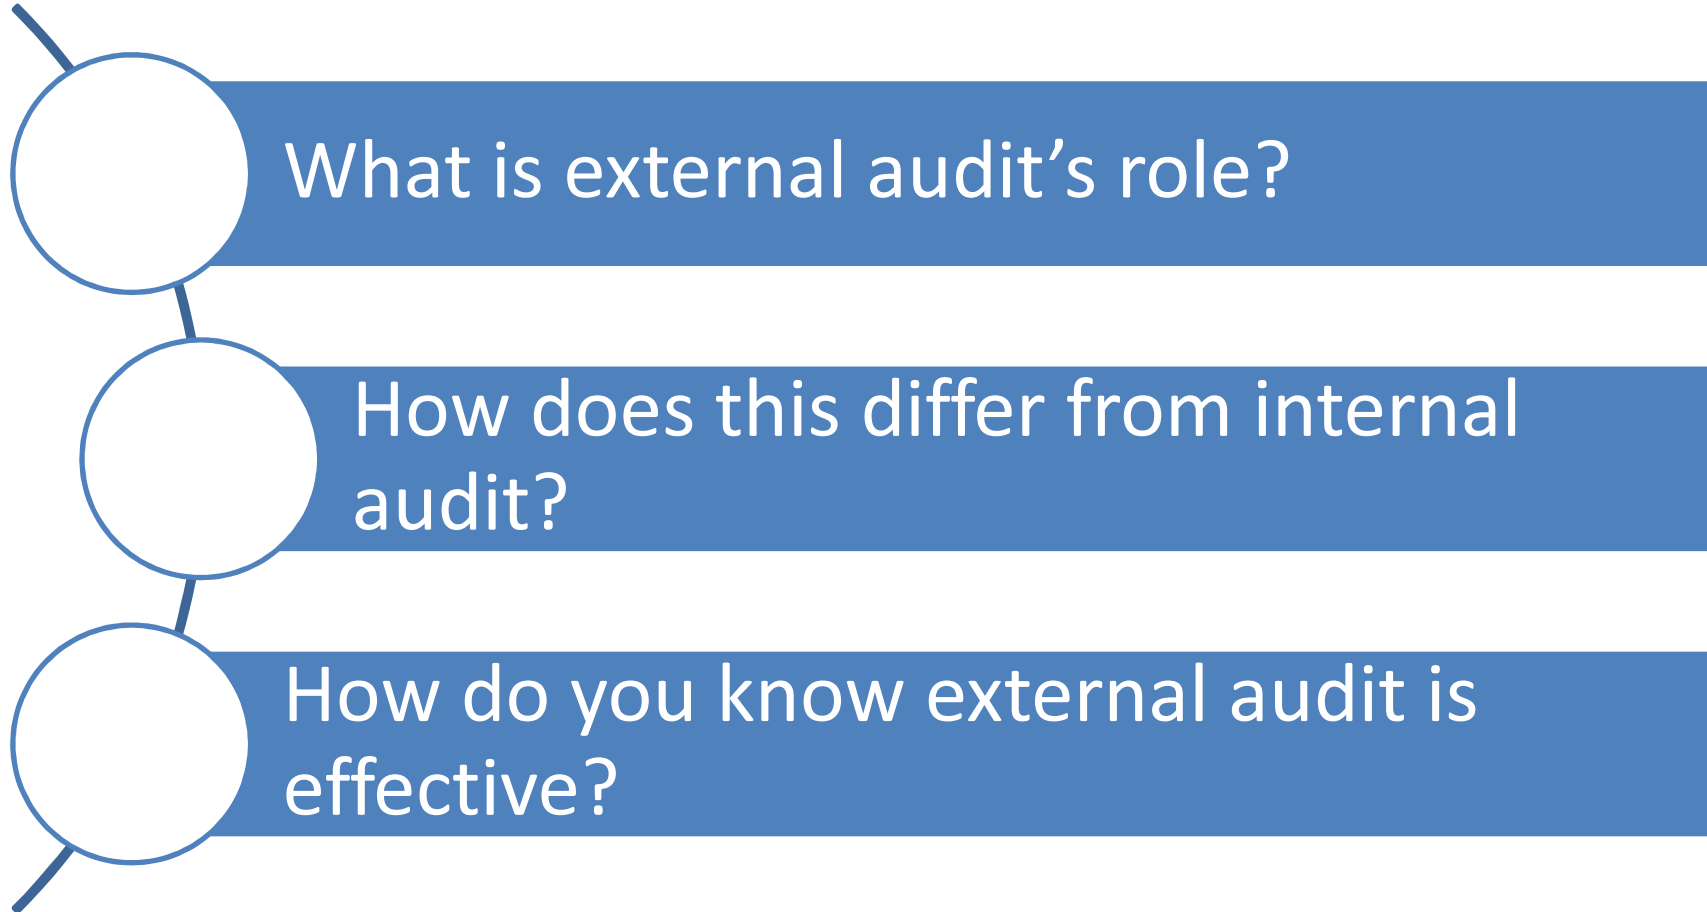 What is external audit’s role?
How does this differ from internal
audit?
How do you know external audit is
effective?